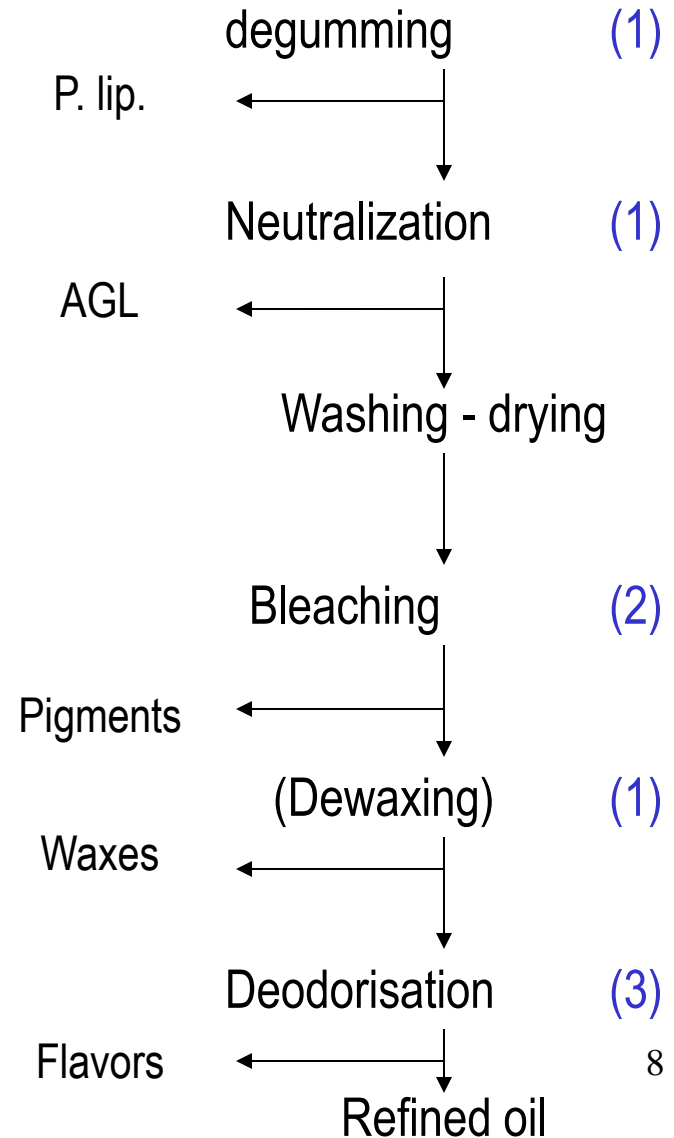 degumming (1)
P. lip.
Neutralization (1)
AGL
Washing - drying
Bleaching (2)
Pigments
(Dewaxing) (1)
Waxes
Deodorisation (3)
Flavors 8
Refined oil